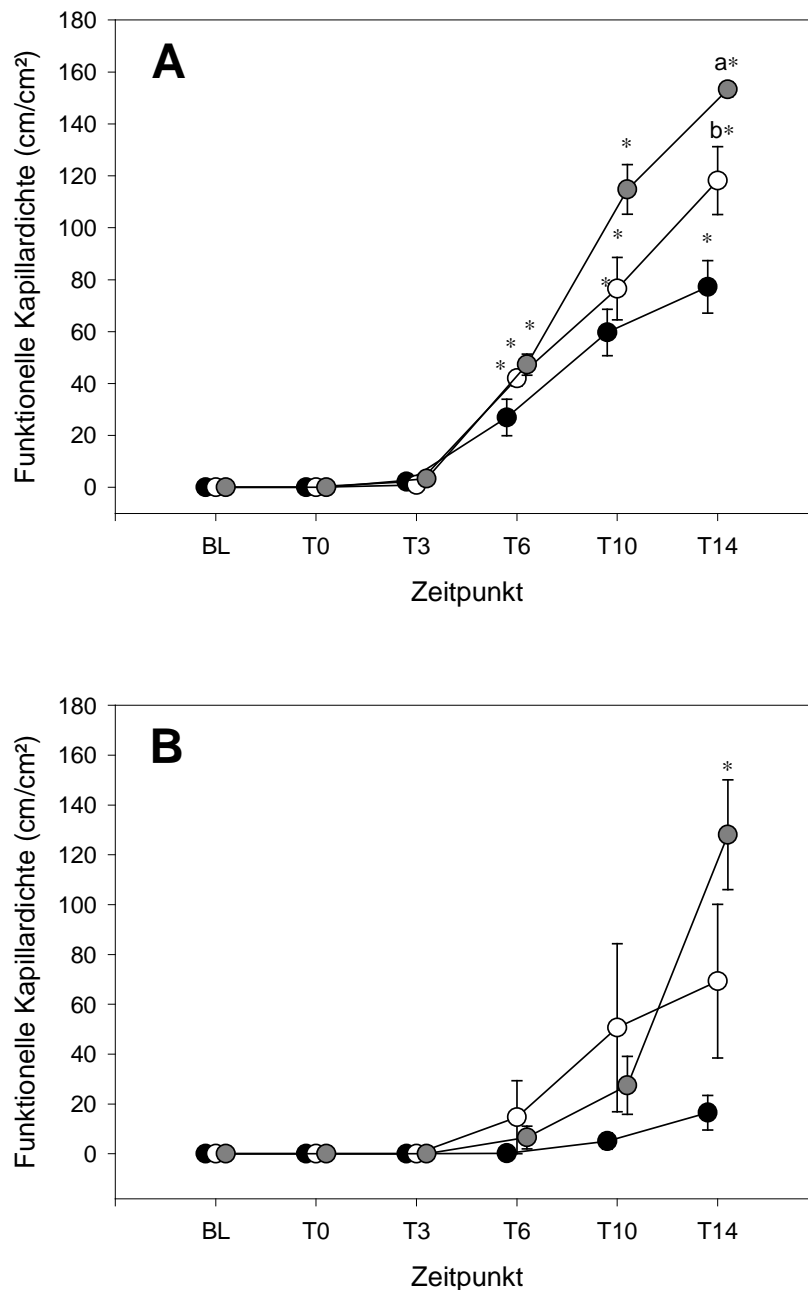 A
Funktionelle Kapillardichte (cm/cm²)
180
160
140
120
100
80
60
40
20
0
a*
b*
*
*
*
*
*
*
*
BL T0 T3 T6 T10 T14
Zeitpunkt
B
Funktionelle Kapillardichte (cm/cm²)
180
160
140
120
100
80
60
40
20
0
*
BL T0 T3 T6 T10 T14
Zeitpunkt